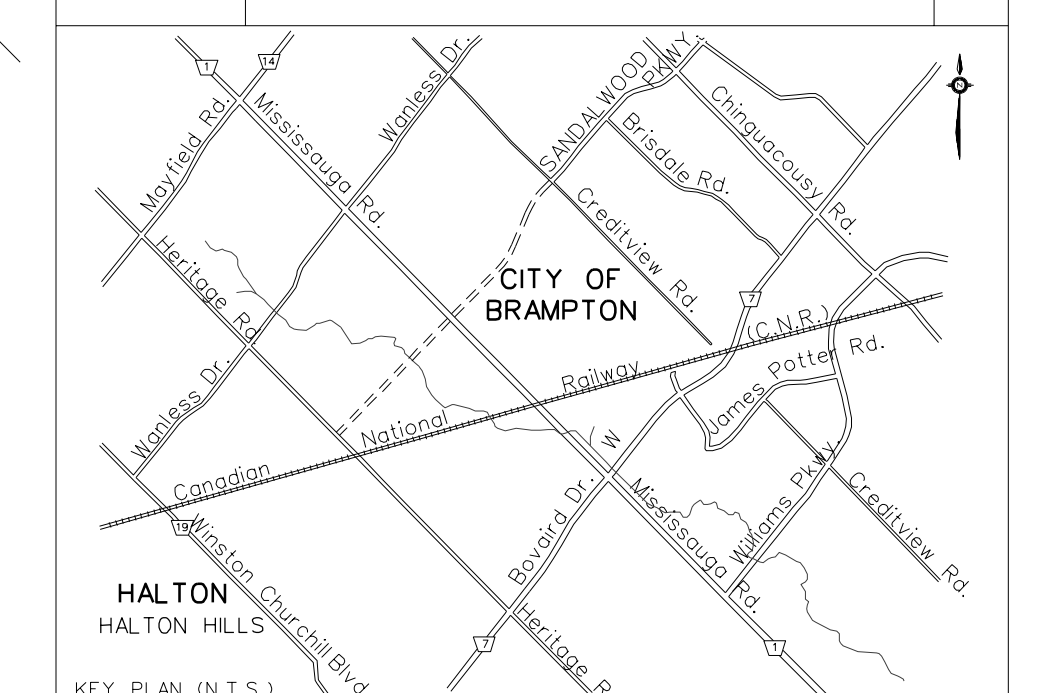 1
14
Mayfield Rd.
Mississauga Rd.
Wanless Dr.
SANDALWOOD PKWY.
Chinguacousy Rd.
Brisdale Rd.
Creditview Rd.
N
Heritage Rd.
CITY OF
BRAMPTON
7
(C.N.R.)
Wanless Dr.
Canadian National Railway
James Potter Rd.
W
Bovaird Dr.
Mississauga Rd.
Williams Pkwy.
Creditview Rd.
19
Winston Churchill Blvd
HALTON
HALTON HILLS
7
Heritage R
1
KEY PLAN (N.T.S.)